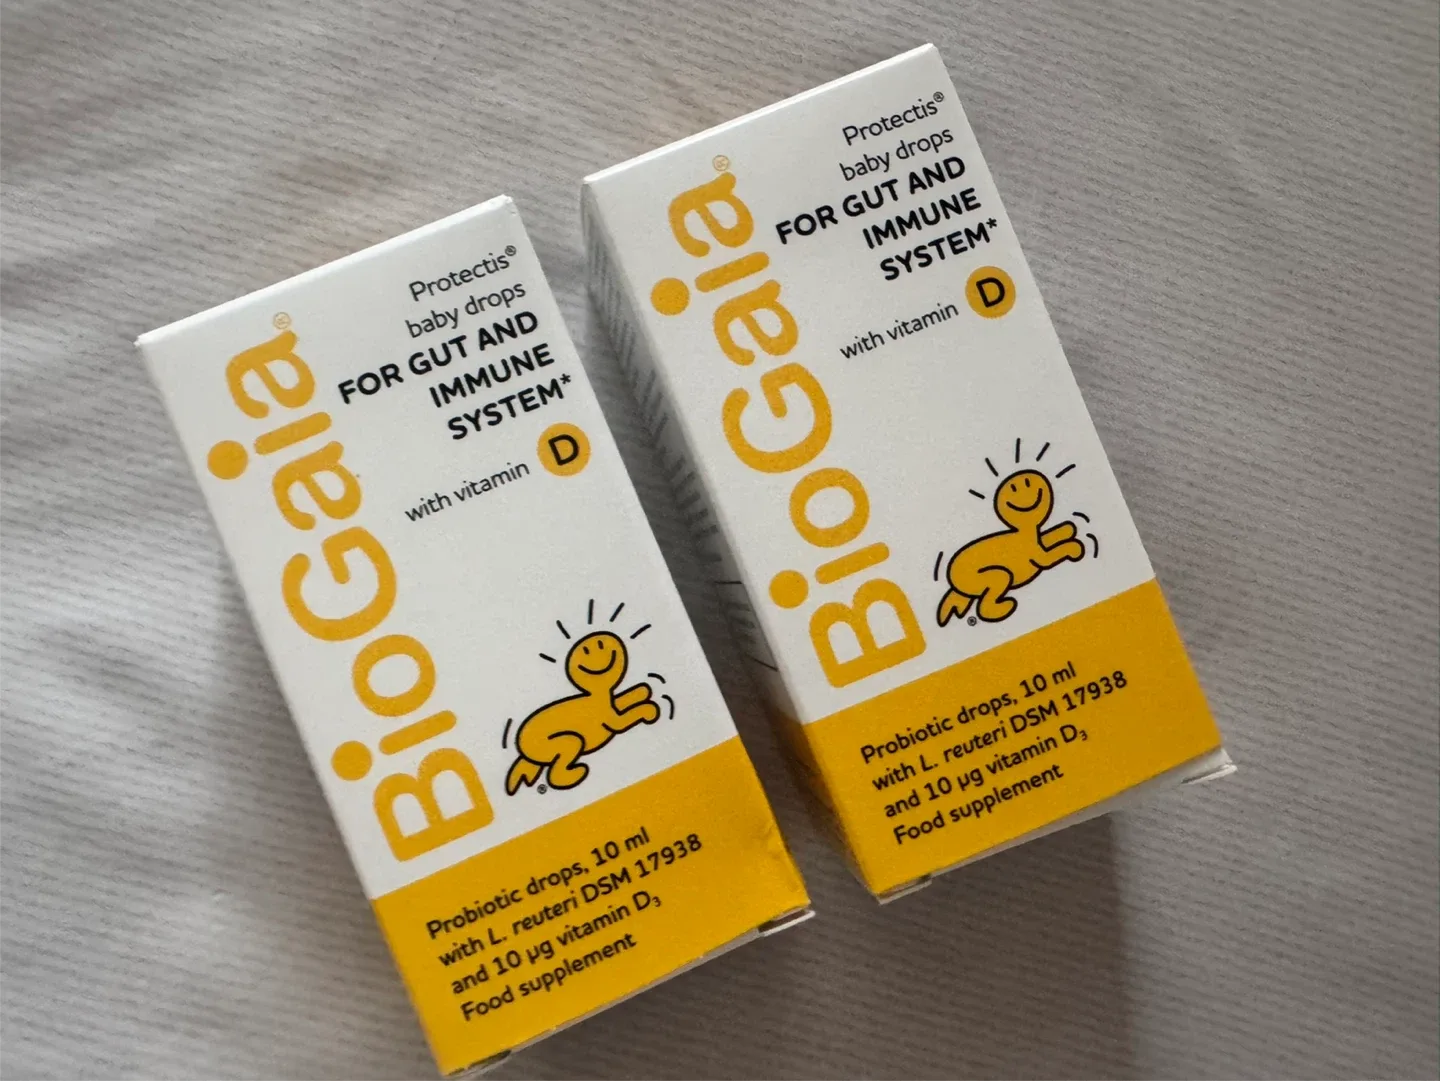 BioGaia®
Protectis®
baby drops
FOR GUT AND
IMMUNE
SYSTEM*
with vitamin D
®
Probiotic drops, 10 ml
with L. reuteri DSM 17938
and 10 µg vitamin D₃
Food supplement
BioGaia®
Protectis®
baby drops
FOR GUT AND
IMMUNE
SYSTEM*
with vitamin D
®
Probiotic drops, 10 ml
with L. reuteri DSM 17938
and 10 µg vitamin D₃
Food supplement